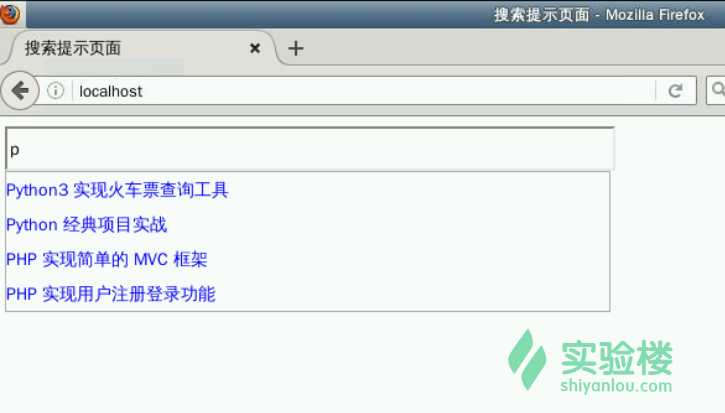 搜索提示页面 - Mozilla Firefox
搜索提示页面
localhost
p
Python3 实现火车票查询工具
Python 经典项目实战
PHP 实现简单的 MVC 框架
PHP 实现用户注册登录功能
实验楼
shiyanlou.com